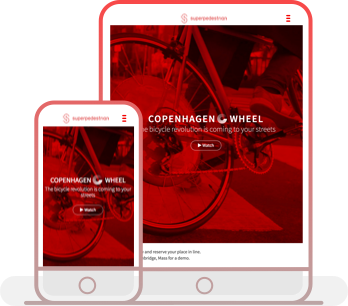 superpedestrian
COPENHAGEN WHEEL
he bicycle revolution is coming to your streets
Watch
and reserve your place in line.
bridge, Mass for a demo.
superpedestrian
COPENHAGEN WHEEL
The bicycle revolution is coming to your
streets
Watch